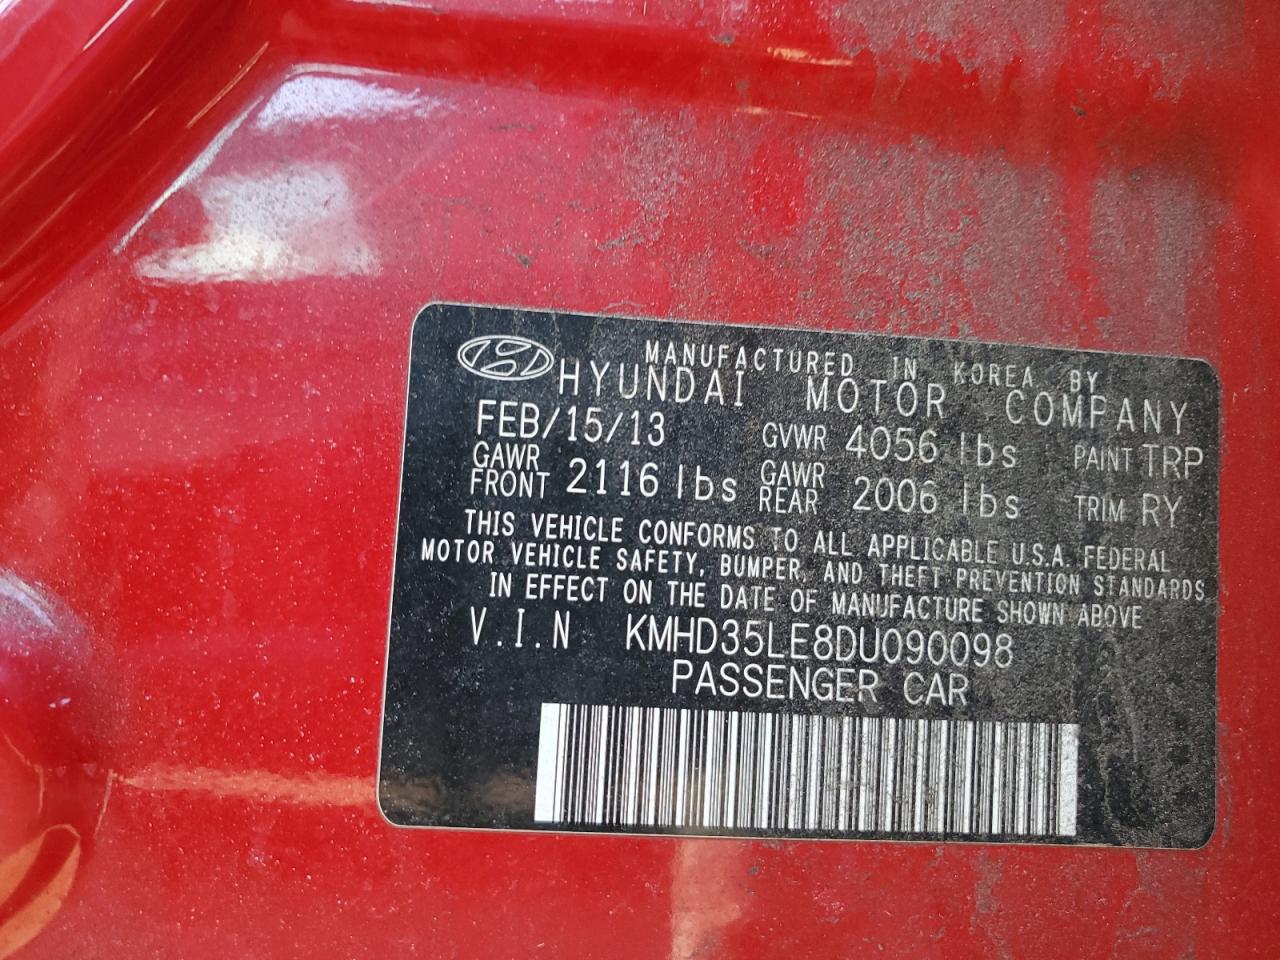 MANUFACTURED IN KOREA BY
HYUNDAI MOTOR COMPANY
FEB/15/13 GVWR 4056 lbs PAINT TRP
GAWR FRONT 2116 lbs GAWR REAR 2006 lbs TRIM RY
THIS VEHICLE CONFORMS TO ALL APPLICABLE U.S.A. FEDERAL
MOTOR VEHICLE SAFETY, BUMPER, AND THEFT PREVENTION STANDARDS
IN EFFECT ON THE DATE OF MANUFACTURE SHOWN ABOVE
V.I.N KMHD35LE8DU090098
PASSENGER CAR